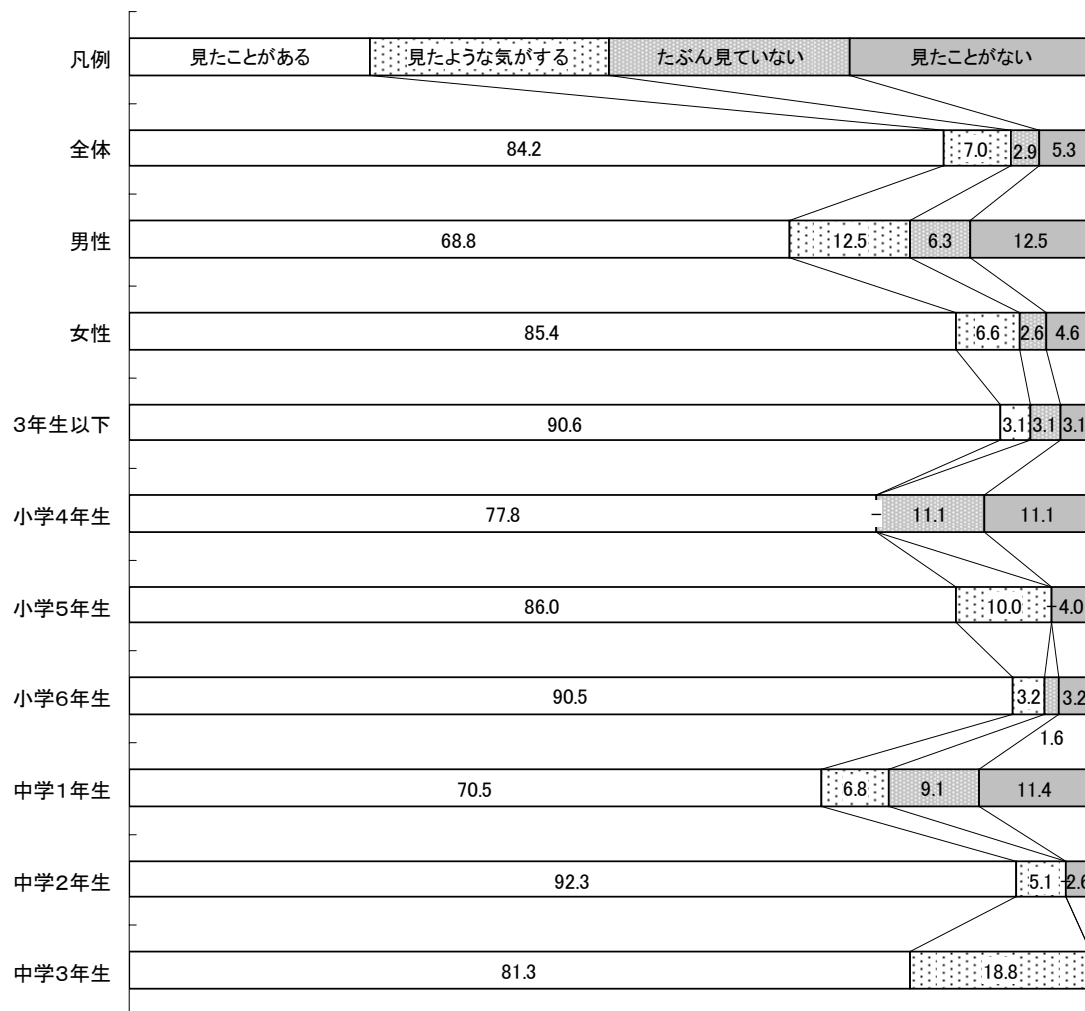 凡例 見たことがある 見たような気がする たぶん見ていない 見たことがない
全体 84.2 7.0 2.9 5.3
男性 68.8 12.5 6.3 12.5
女性 85.4 6.6 2.6 4.6
3年生以下 90.6 3.1 3.1 3.1
小学4年生 77.8 - 11.1 11.1
小学5年生 86.0 10.0 - 4.0
小学6年生 90.5 3.2 3.2
1.6
中学1年生 70.5 6.8 9.1 11.4
中学2年生 92.3 5.1 - 2.6
中学3年生 81.3 18.8